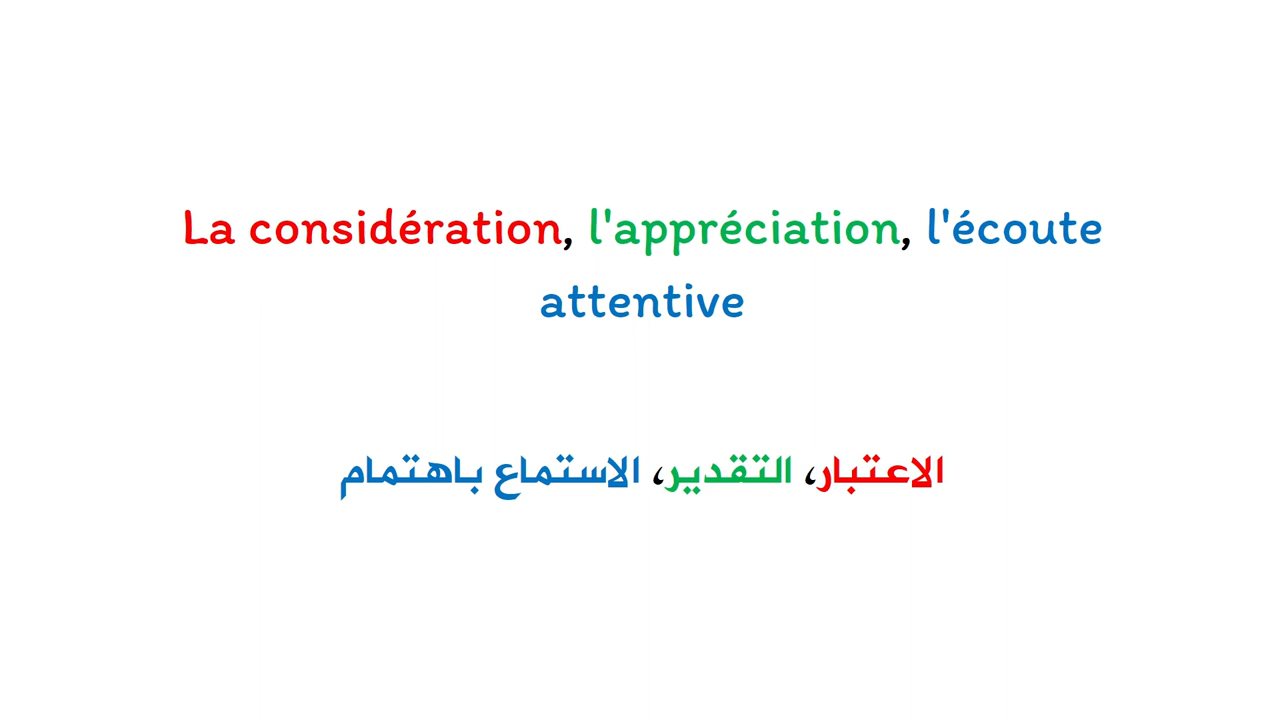 La considération, l'appréciation, l'écoute
attentive
الاعتبار، التقدير، الاستماع باهتمام